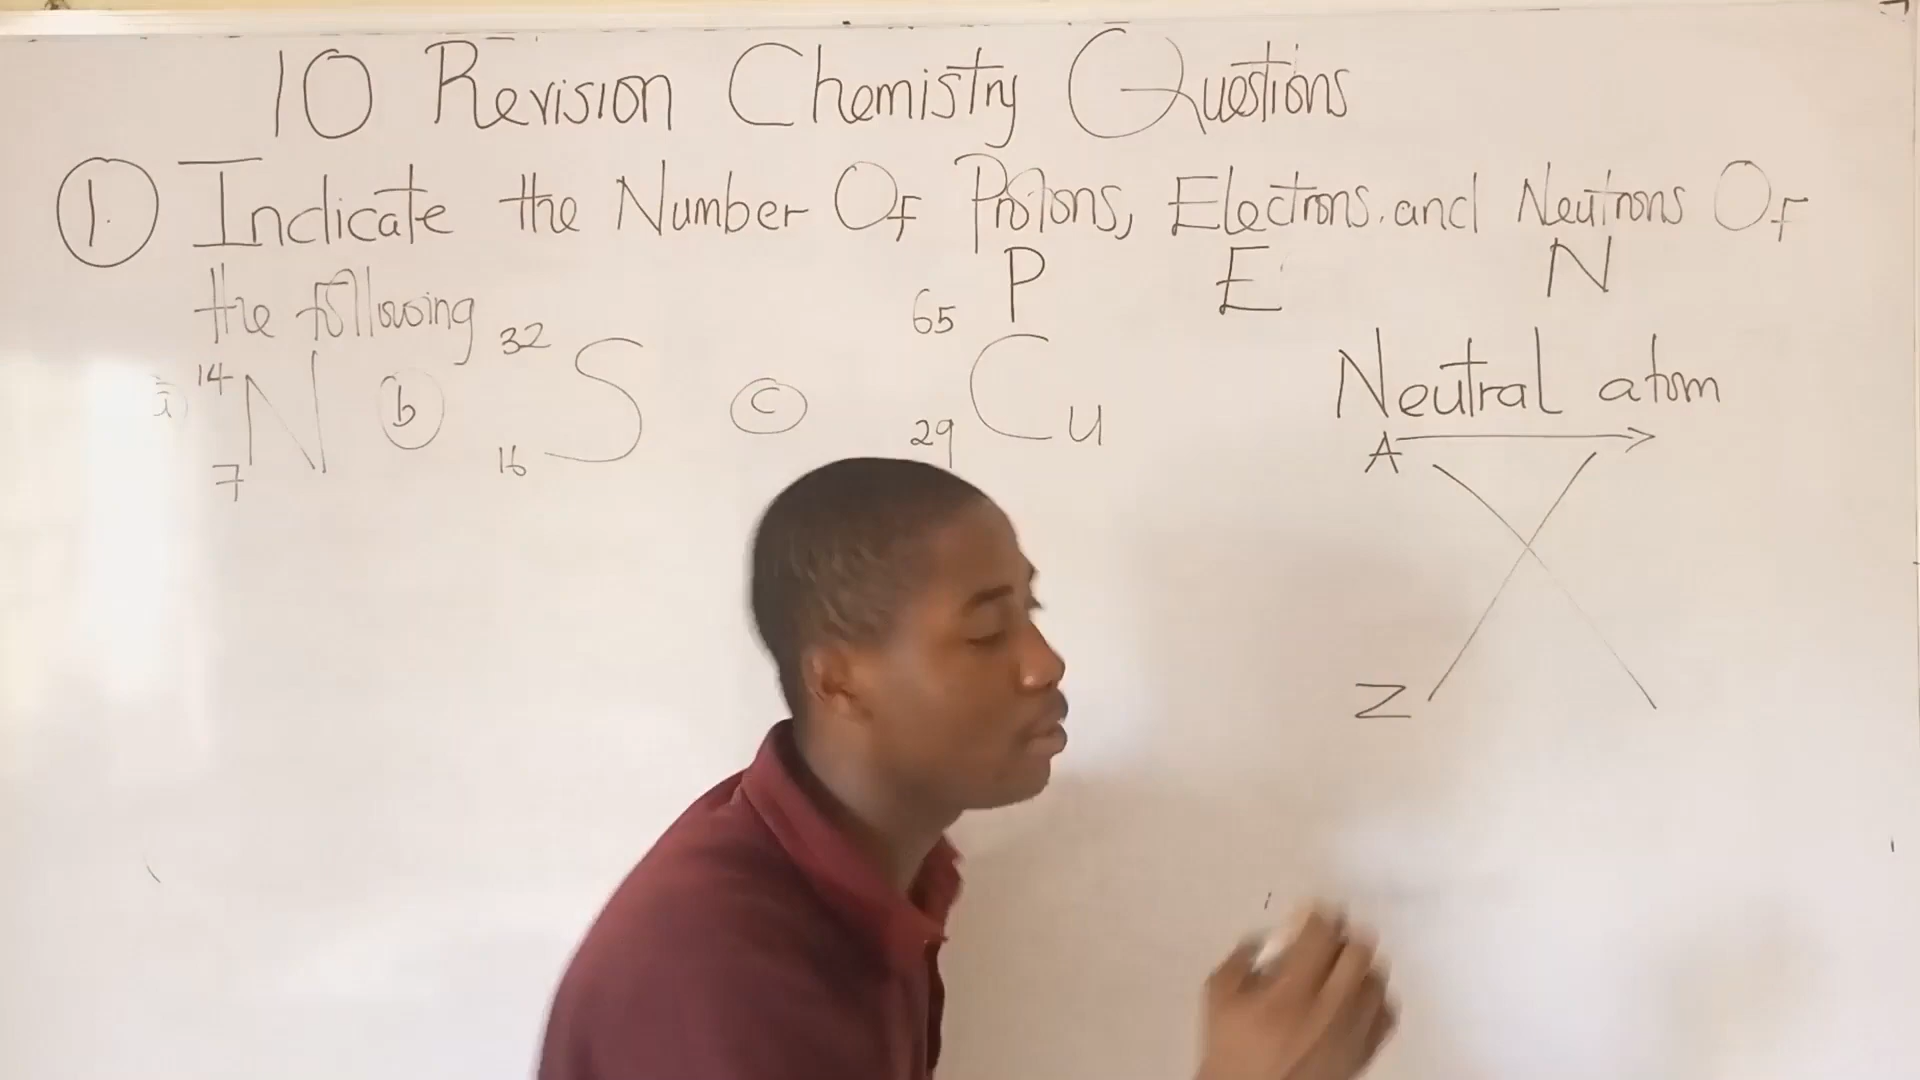 10 Revision Chemistry Questions
1. Indicate the Number Of Protons, Electrons, and Neutrons Of
the following P E N
14 7 N b 32 16 S c 65 29 Cu
Neutral atom
A
Z